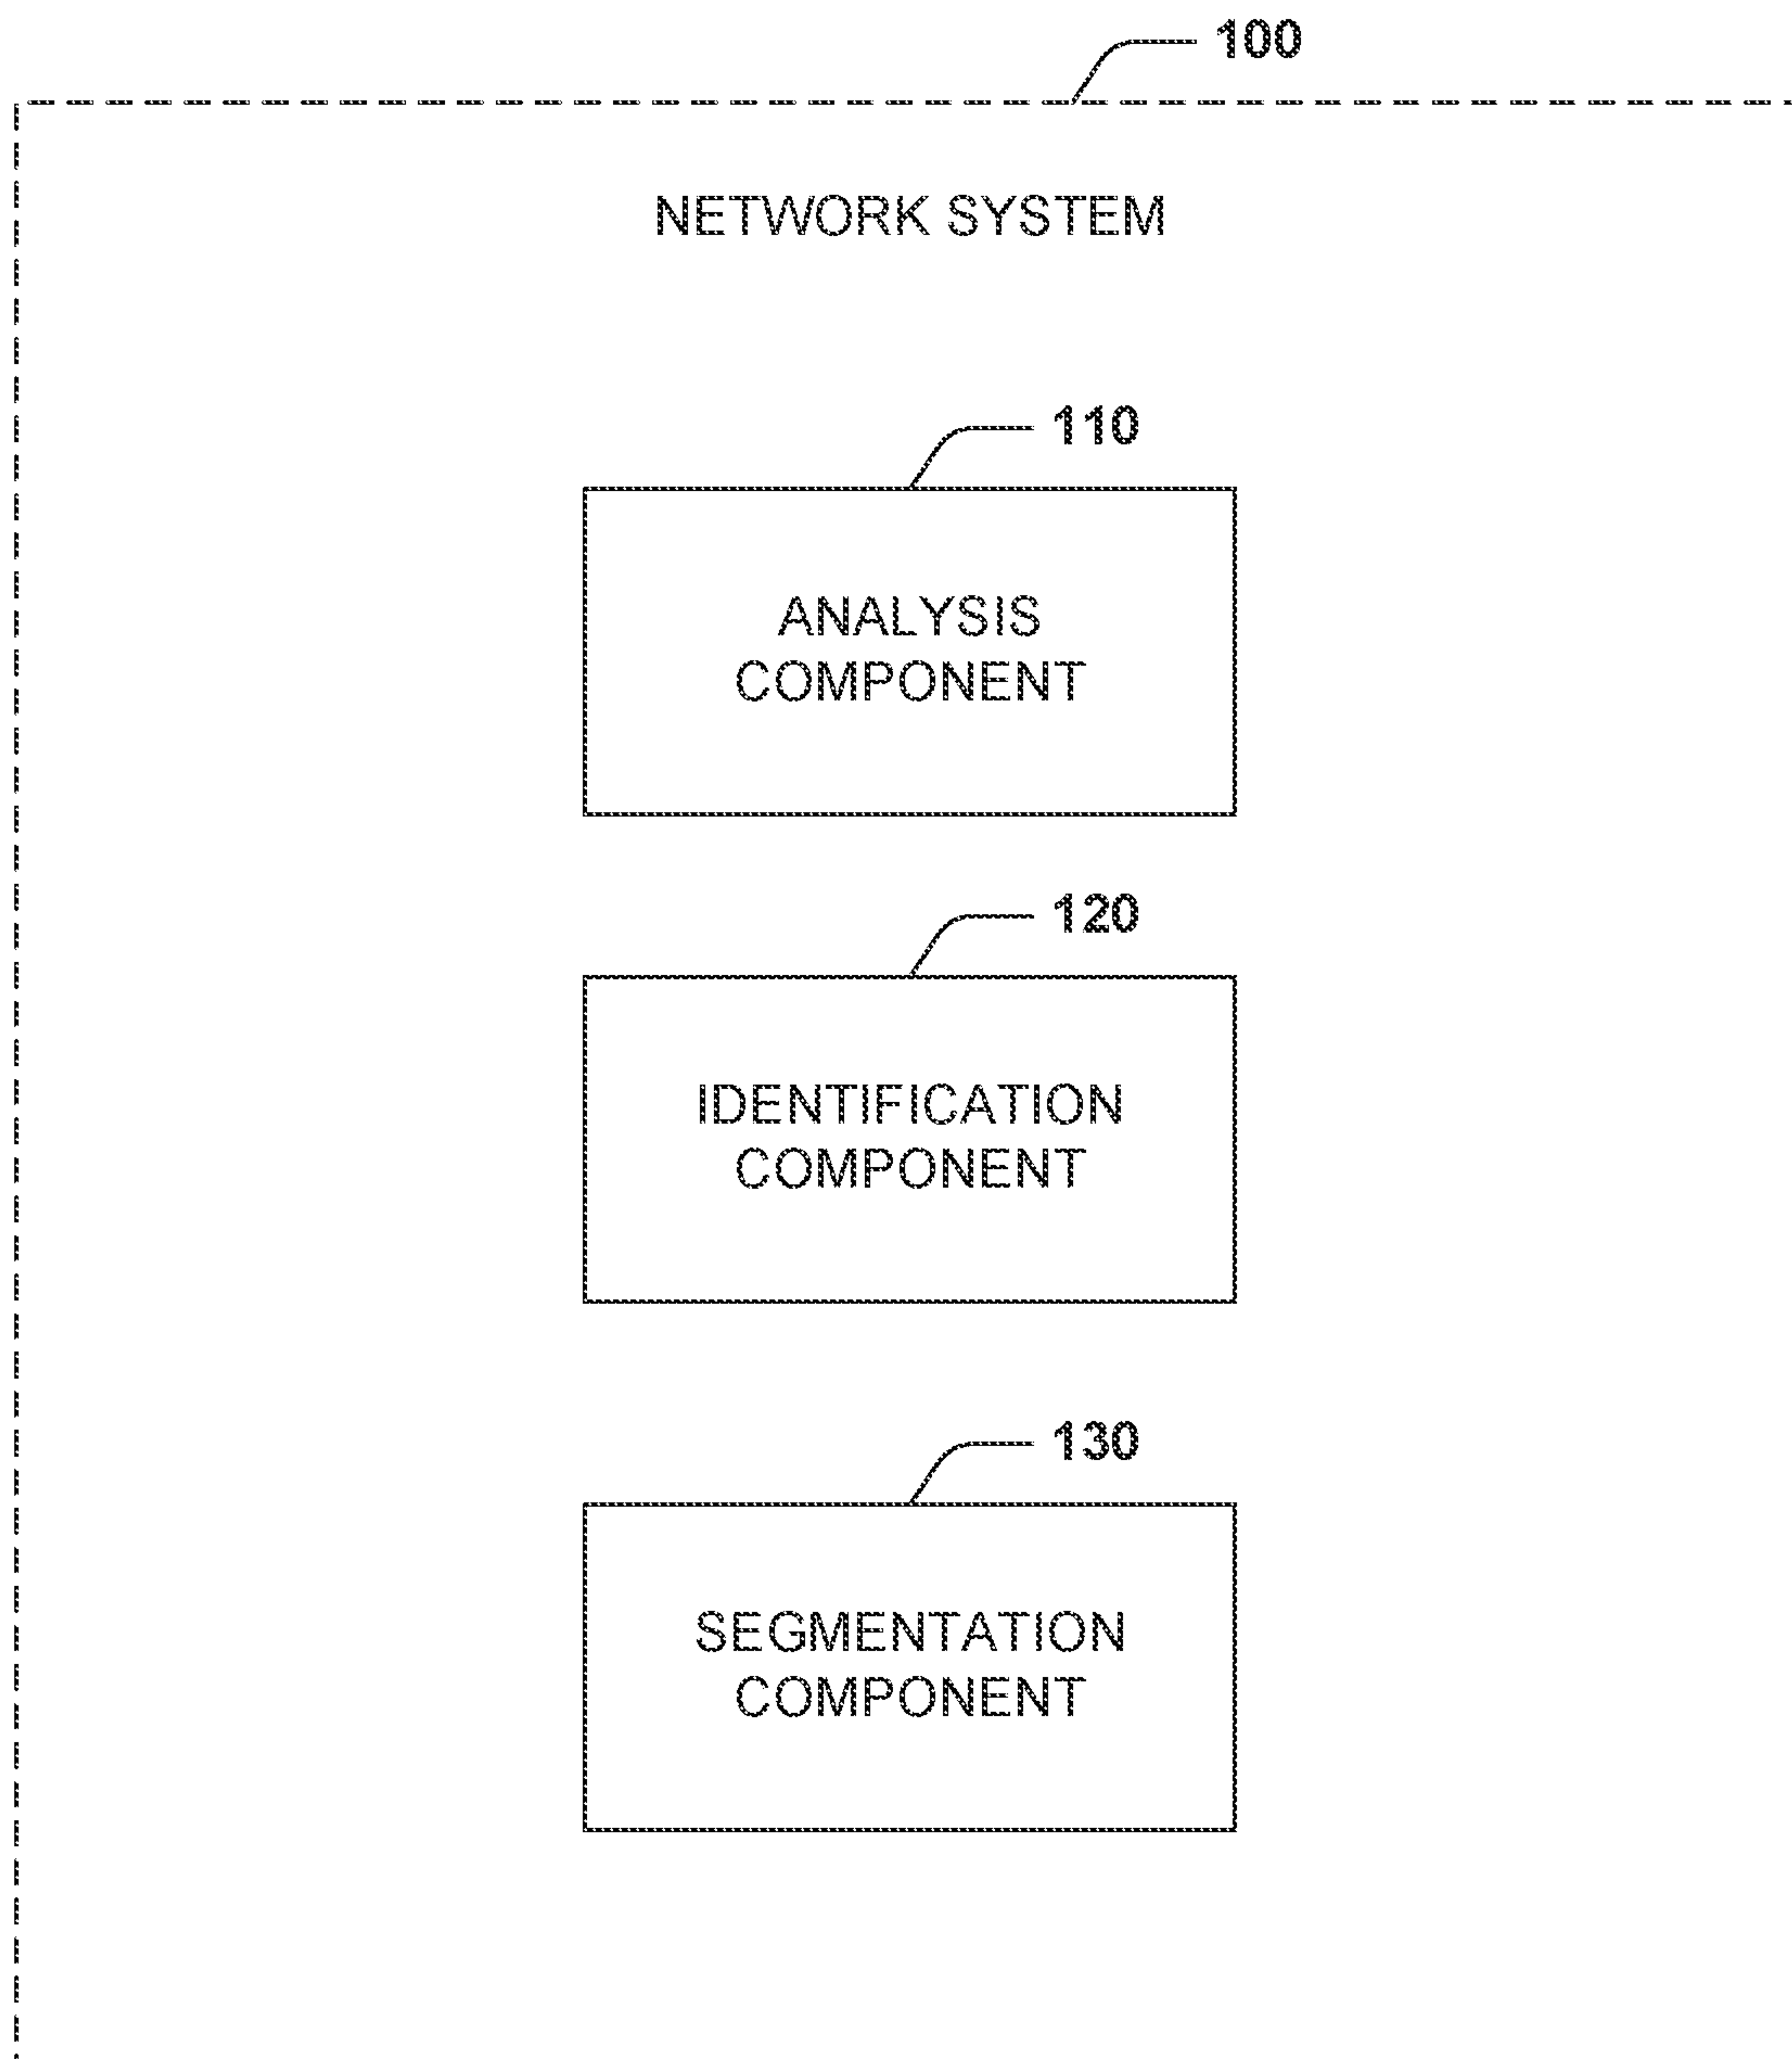 100
NETWORK SYSTEM
110
ANALYSIS
COMPONENT
120
IDENTIFICATION
COMPONENT
130
SEGMENTATION
COMPONENT